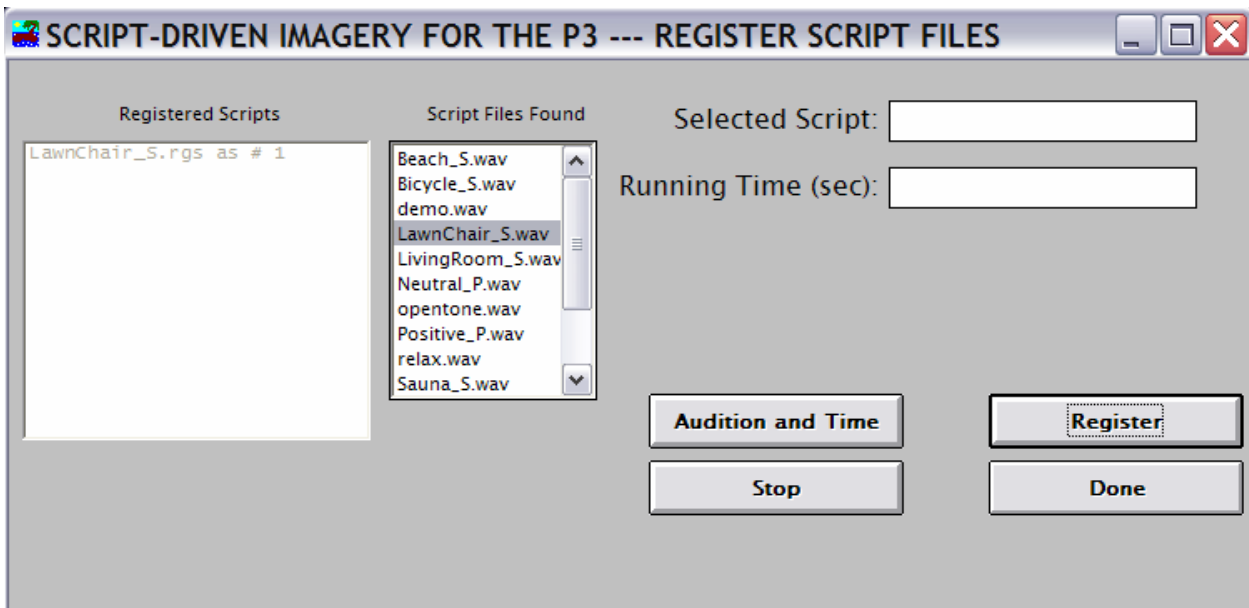 SCRIPT-DRIVEN IMAGERY FOR THE P3 --- REGISTER SCRIPT FILES
Registered Scripts
LawnChair_S.rgs as # 1
Script Files Found
Beach_S.wav
Bicycle_S.wav
demo.wav
LawnChair_S.wav
LivingRoom_S.wav
Neutral_P.wav
opentone.wav
Positive_P.wav
relax.wav
Sauna_S.wav
Selected Script:
Running Time (sec):
Audition and Time
Register
Stop
Done